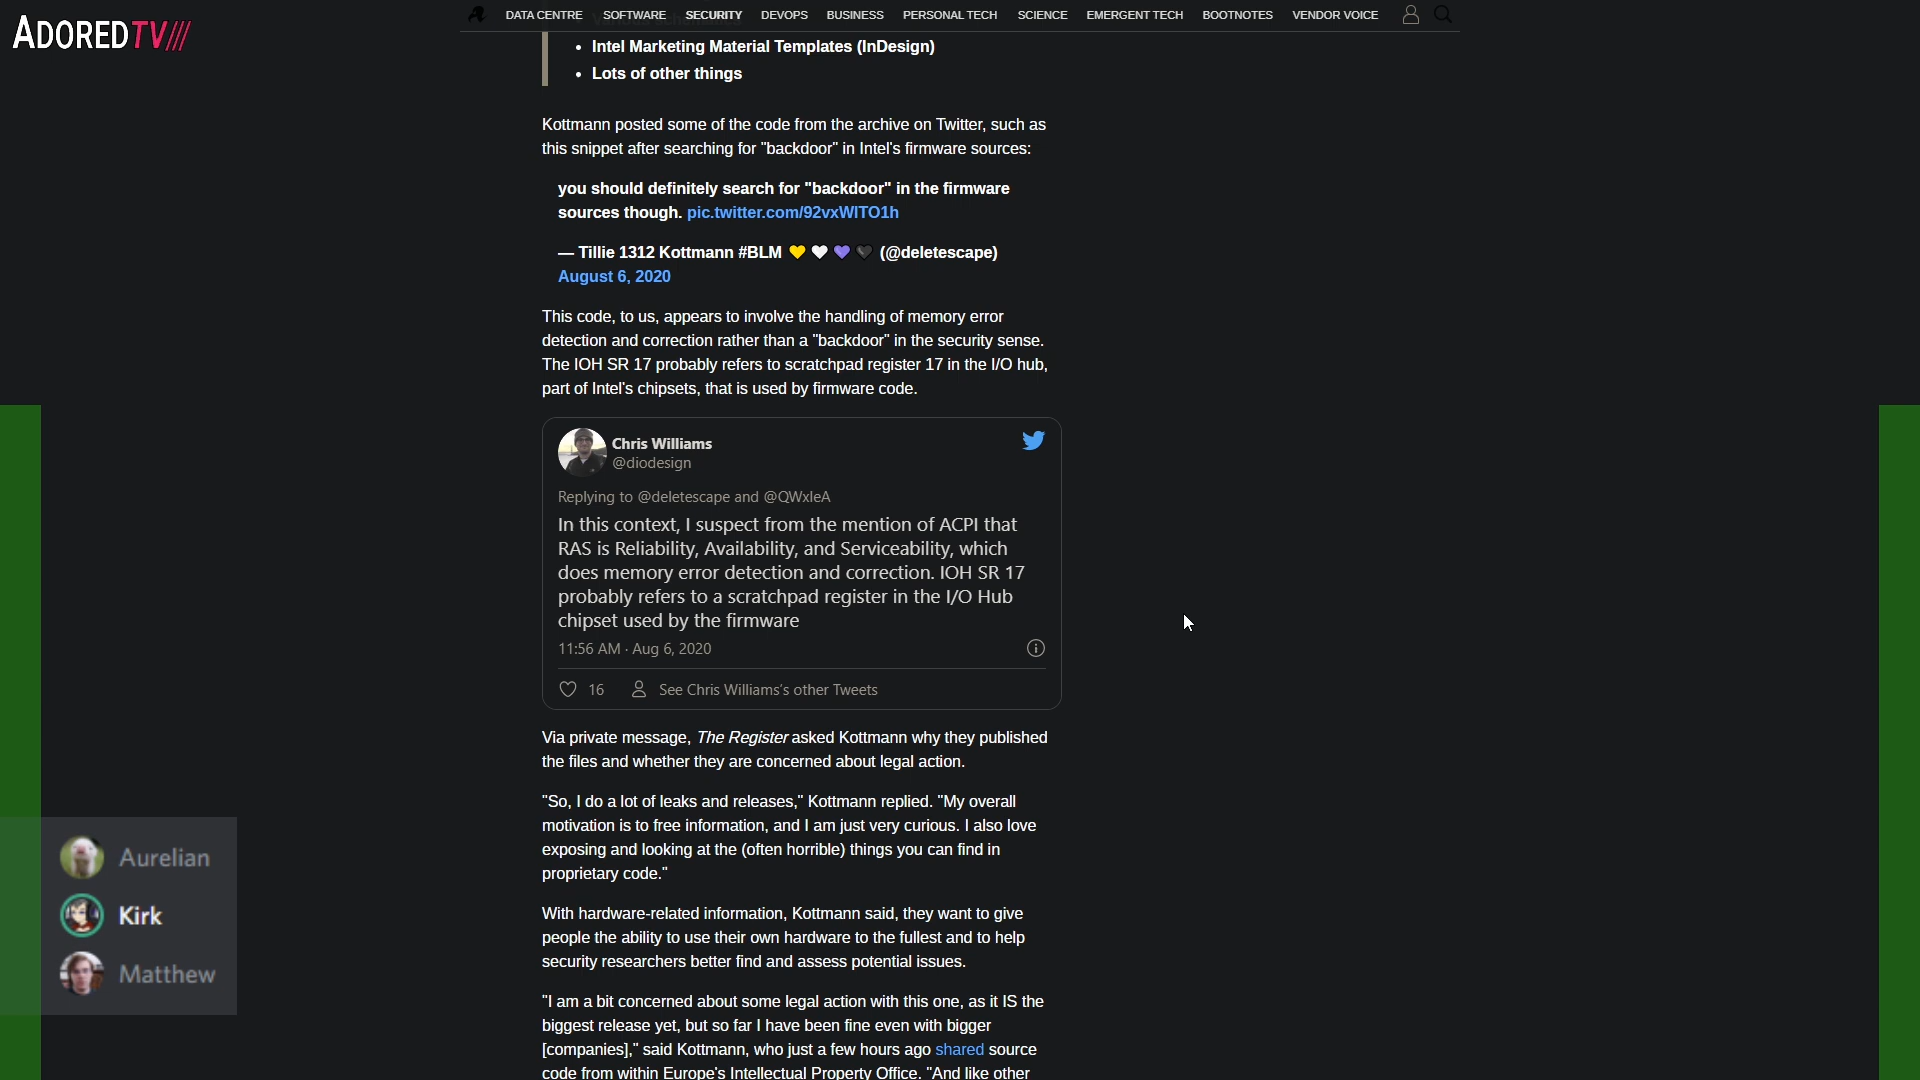 ADOREDTV///
DATA CENTRE SOFTWARE SECURITY DEVOPS BUSINESS PERSONAL TECH SCIENCE EMERGENT TECH BOOTNOTES VENDOR VOICE
• Intel Marketing Material Templates (InDesign)
• Lots of other things
Kottmann posted some of the code from the archive on Twitter, such as
this snippet after searching for "backdoor" in Intel's firmware sources:
you should definitely search for "backdoor" in the firmware
sources though. pic.twitter.com/92vxWlTO1h
— Tillie 1312 Kottmann #BLM 💛🤍💜🖤 (@deletescape)
August 6, 2020
This code, to us, appears to involve the handling of memory error
detection and correction rather than a "backdoor" in the security sense.
The IOH SR 17 probably refers to scratchpad register 17 in the I/O hub,
part of Intel's chipsets, that is used by firmware code.
Chris Williams
@diodesign
Replying to @deletescape and @QWxleA
In this context, I suspect from the mention of ACPI that
RAS is Reliability, Availability, and Serviceability, which
does memory error detection and correction. IOH SR 17
probably refers to a scratchpad register in the I/O Hub
chipset used by the firmware
11:56 AM · Aug 6, 2020
16 See Chris Williams's other Tweets
Via private message, The Register asked Kottmann why they published
the files and whether they are concerned about legal action.
"So, I do a lot of leaks and releases," Kottmann replied. "My overall
motivation is to free information, and I am just very curious. I also love
exposing and looking at the (often horrible) things you can find in
proprietary code."
With hardware-related information, Kottmann said, they want to give
people the ability to use their own hardware to the fullest and to help
security researchers better find and assess potential issues.
"I am a bit concerned about some legal action with this one, as it IS the
biggest release yet, but so far I have been fine even with bigger
[companies]," said Kottmann, who just a few hours ago shared source
code from within Europe's Intellectual Property Office. "And like other
Aurelian
Kirk
Matthew